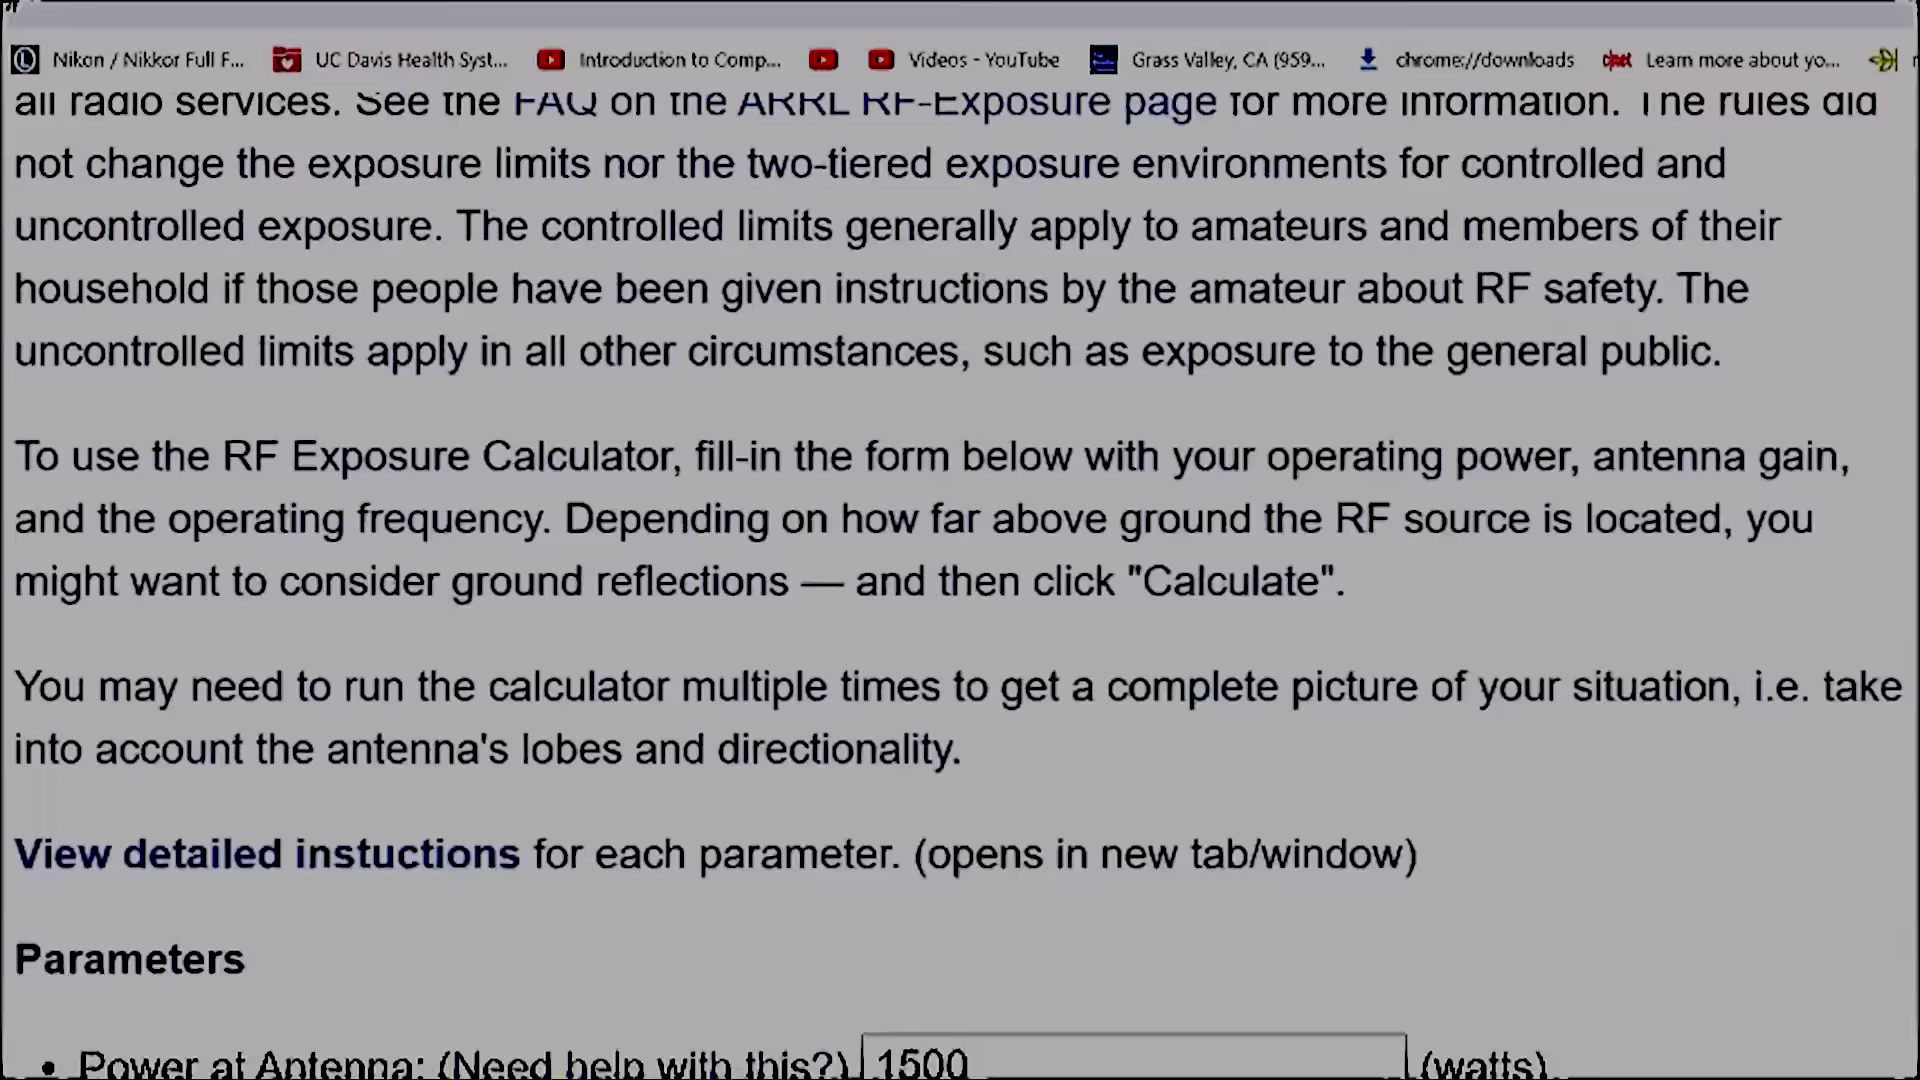 Nikon / Nikkor Full F... UC Davis Health Syst... Introduction to Comp... Videos - YouTube Grass Valley, CA (959... chrome://downloads Learn more about yo...
all radio services. See the FAQ on the ARRL RF-Exposure page for more information. The rules did
not change the exposure limits nor the two-tiered exposure environments for controlled and
uncontrolled exposure. The controlled limits generally apply to amateurs and members of their
household if those people have been given instructions by the amateur about RF safety. The
uncontrolled limits apply in all other circumstances, such as exposure to the general public.
To use the RF Exposure Calculator, fill-in the form below with your operating power, antenna gain,
and the operating frequency. Depending on how far above ground the RF source is located, you
might want to consider ground reflections — and then click "Calculate".
You may need to run the calculator multiple times to get a complete picture of your situation, i.e. take
into account the antenna's lobes and directionality.
View detailed instuctions for each parameter. (opens in new tab/window)
Parameters
• Power at Antenna: (Need help with this?) 1500 (watts)